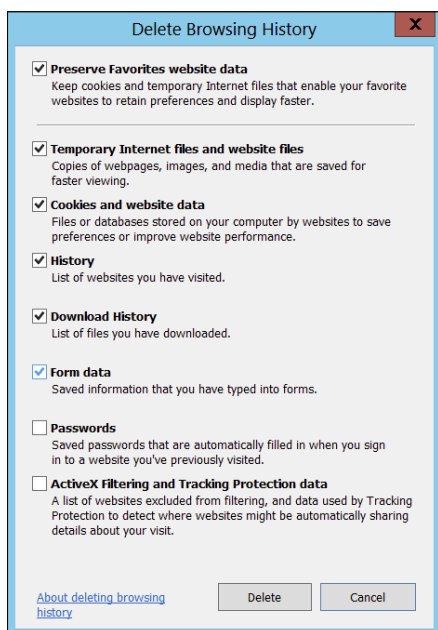 Delete Browsing History
X
Preserve Favorites website data
Keep cookies and temporary Internet files that enable your favorite
websites to retain preferences and display faster.
Temporary Internet files and website files
Copies of webpages, images, and media that are saved for
faster viewing.
Cookies and website data
Files or databases stored on your computer by websites to save
preferences or improve website performance.
History
List of websites you have visited.
Download History
List of files you have downloaded.
Form data
Saved information that you have typed into forms.
Passwords
Saved passwords that are automatically filled in when you sign
in to a website you've previously visited.
ActiveX Filtering and Tracking Protection data
A list of websites excluded from filtering, and data used by Tracking
Protection to detect where websites might be automatically sharing
details about your visit.
About deleting browsing
history
Delete
Cancel